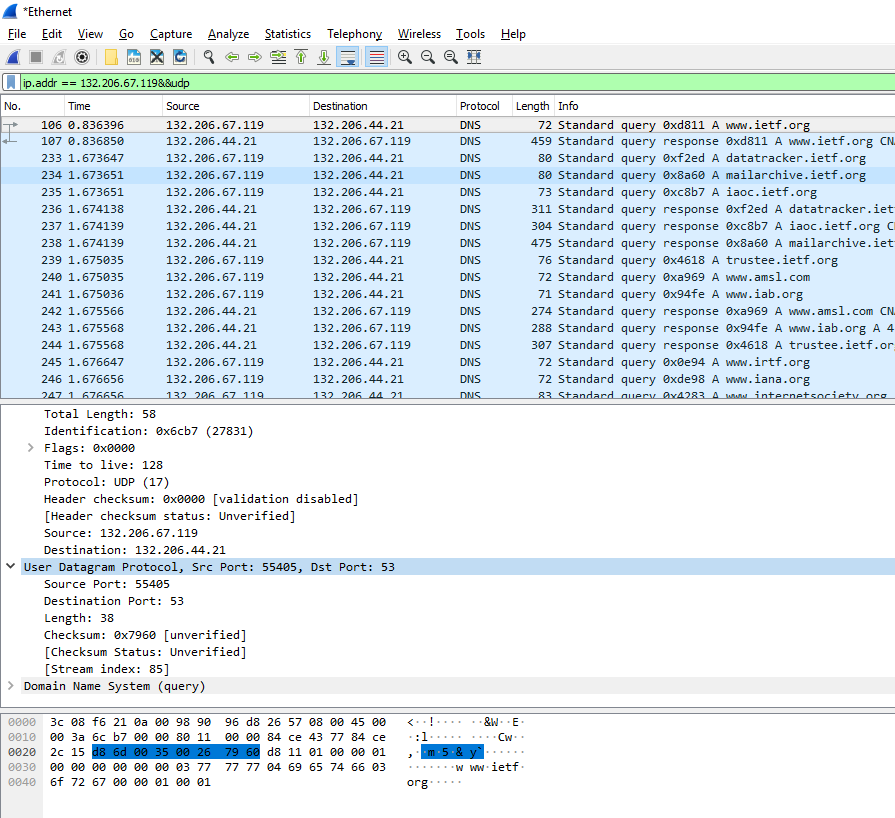 *Ethernet
File Edit View Go Capture Analyze Statistics Telephony Wireless Tools Help
ip.addr == 132.206.67.119&&udp
No. Time Source Destination Protocol Length Info
106 0.836396 132.206.67.119 132.206.44.21 DNS 72 Standard query 0xd811 A www.ietf.org
107 0.836850 132.206.44.21 132.206.67.119 DNS 459 Standard query response 0xd811 A www.ietf.org CN
233 1.673647 132.206.67.119 132.206.44.21 DNS 80 Standard query 0xf2ed A datatracker.ietf.org
234 1.673651 132.206.67.119 132.206.44.21 DNS 80 Standard query 0x8a60 A mailarchive.ietf.org
235 1.673651 132.206.67.119 132.206.44.21 DNS 73 Standard query 0xc8b7 A iaoc.ietf.org
236 1.674138 132.206.44.21 132.206.67.119 DNS 311 Standard query response 0xf2ed A datatracker.iet
237 1.674139 132.206.44.21 132.206.67.119 DNS 304 Standard query response 0xc8b7 A iaoc.ietf.org C
238 1.674139 132.206.44.21 132.206.67.119 DNS 475 Standard query response 0x8a60 A mailarchive.iet
239 1.675035 132.206.67.119 132.206.44.21 DNS 76 Standard query 0x4618 A trustee.ietf.org
240 1.675035 132.206.67.119 132.206.44.21 DNS 72 Standard query 0xa969 A www.amsl.com
241 1.675036 132.206.67.119 132.206.44.21 DNS 71 Standard query 0x94fe A www.iab.org
242 1.675566 132.206.44.21 132.206.67.119 DNS 274 Standard query response 0xa969 A www.amsl.com CN
243 1.675568 132.206.44.21 132.206.67.119 DNS 288 Standard query response 0x94fe A www.iab.org A 4
244 1.675568 132.206.44.21 132.206.67.119 DNS 307 Standard query response 0x4618 A trustee.ietf.or
245 1.676647 132.206.67.119 132.206.44.21 DNS 72 Standard query 0x0e94 A www.irtf.org
246 1.676656 132.206.67.119 132.206.44.21 DNS 72 Standard query 0xde98 A www.iana.org
247 1.676656 132.206.67.119 132.206.44.21 DNS 83 Standard query 0x4283 A www.internetsociety.org
Total Length: 58
Identification: 0x6cb7 (27831)
Flags: 0x0000
Time to live: 128
Protocol: UDP (17)
Header checksum: 0x0000 [validation disabled]
[Header checksum status: Unverified]
Source: 132.206.67.119
Destination: 132.206.44.21
User Datagram Protocol, Src Port: 55405, Dst Port: 53
Source Port: 55405
Destination Port: 53
Length: 38
Checksum: 0x7960 [unverified]
[Checksum Status: Unverified]
[Stream index: 85]
Domain Name System (query)
0000 3c 08 f6 21 0a 00 98 90 96 d8 26 57 08 00 45 00 <··!···· ··&W··E·
0010 00 3a 6c b7 00 00 80 11 00 00 84 ce 43 77 84 ce ·:l····· ····Cw··
0020 2c 15 d8 6d 00 35 00 26 79 60 d8 11 01 00 00 01 ,··m·5·& y`······
0030 00 00 00 00 00 00 03 77 77 77 04 69 65 74 66 03 ·······w ww·ietf·
0040 6f 72 67 00 00 01 00 01 org·····